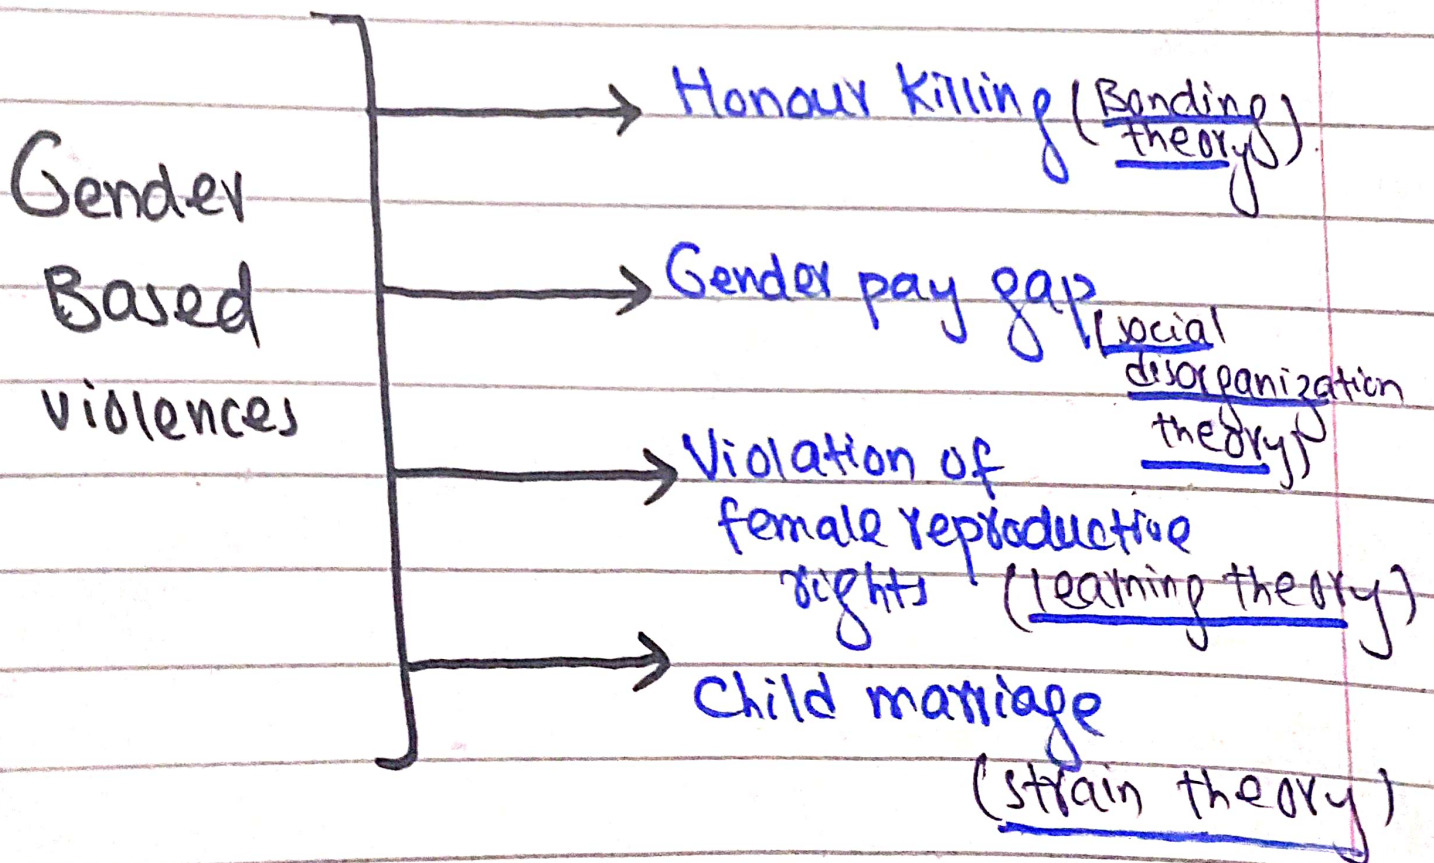 Gender
Based
violences
Honour Killing (Bonding
theory).
Gender pay gap
(social
disorganization
theory)
Violation of
female reproductive
rights (learning theory)
Child marriage
(strain theory)